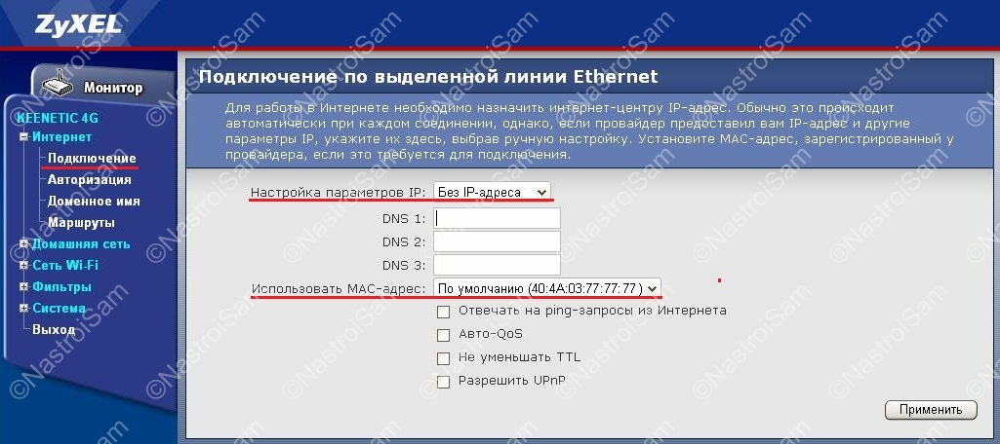 ZyXEL
Монитор
KEENETIC 4G
Интернет
Подключение
Авторизация
Доменное имя
Маршруты
Домашняя сеть
Сеть Wi-Fi
Фильтры
Система
Выход
Подключение по выделенной линии Ethernet
Для работы в Интернете необходимо назначить интернет-центру IP-адрес. Обычно это происходит
автоматически при каждом соединении, однако, если провайдер предоставил вам IP-адрес и другие
параметры IP, укажите их здесь, выбрав ручную настройку. Установите MAC-адрес, зарегистрированный у
провайдера, если это требуется для подключения.
Настройка параметров IP: Без IP-адреса
DNS 1:
DNS 2:
DNS 3:
Использовать MAC-адрес: По умолчанию (40:4A:03:77:77:77)
Отвечать на ping-запросы из Интернета
Авто-QoS
Не уменьшать TTL
Разрешить UPnP
Применить
©NastroiSam